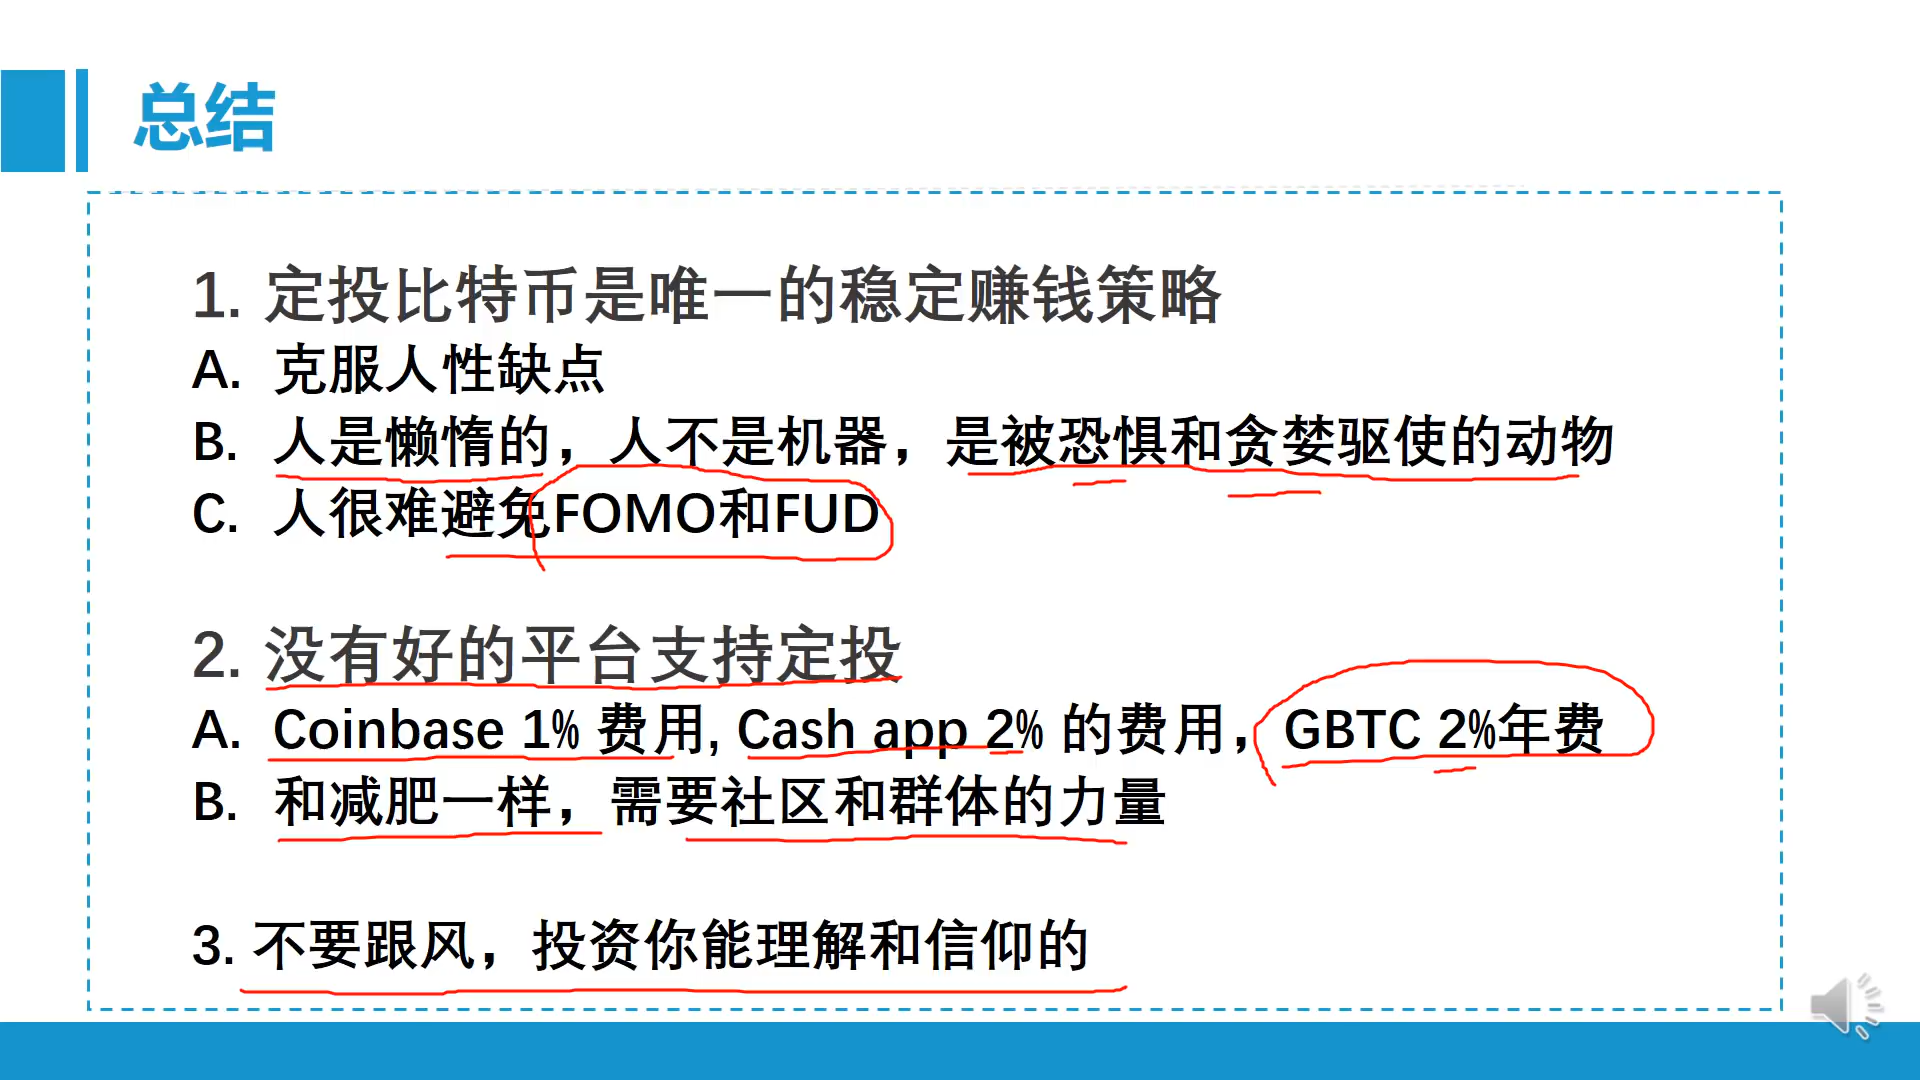 总结
1. 定投比特币是唯一的稳定赚钱策略
A. 克服人性缺点
B. 人是懒惰的，人不是机器，是被恐惧和贪婪驱使的动物
C. 人很难避免FOMO和FUD
2. 没有好的平台支持定投
A. Coinbase 1% 费用, Cash app 2% 的费用，GBTC 2%年费
B. 和减肥一样，需要社区和群体的力量
3. 不要跟风，投资你能理解和信仰的